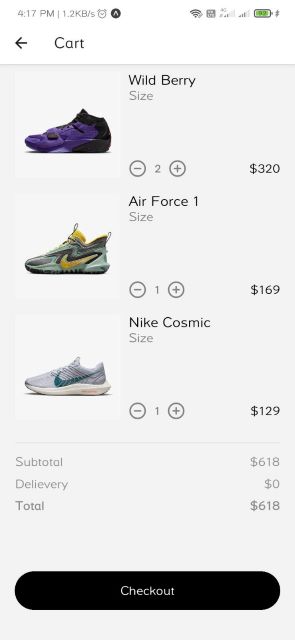 4:17 PM | 1.2KB/s
Cart
Wild Berry
Size
2
$320
Air Force 1
Size
1
$169
Nike Cosmic
Size
1
$129
Subtotal $618
Delievery $0
Total $618
Checkout